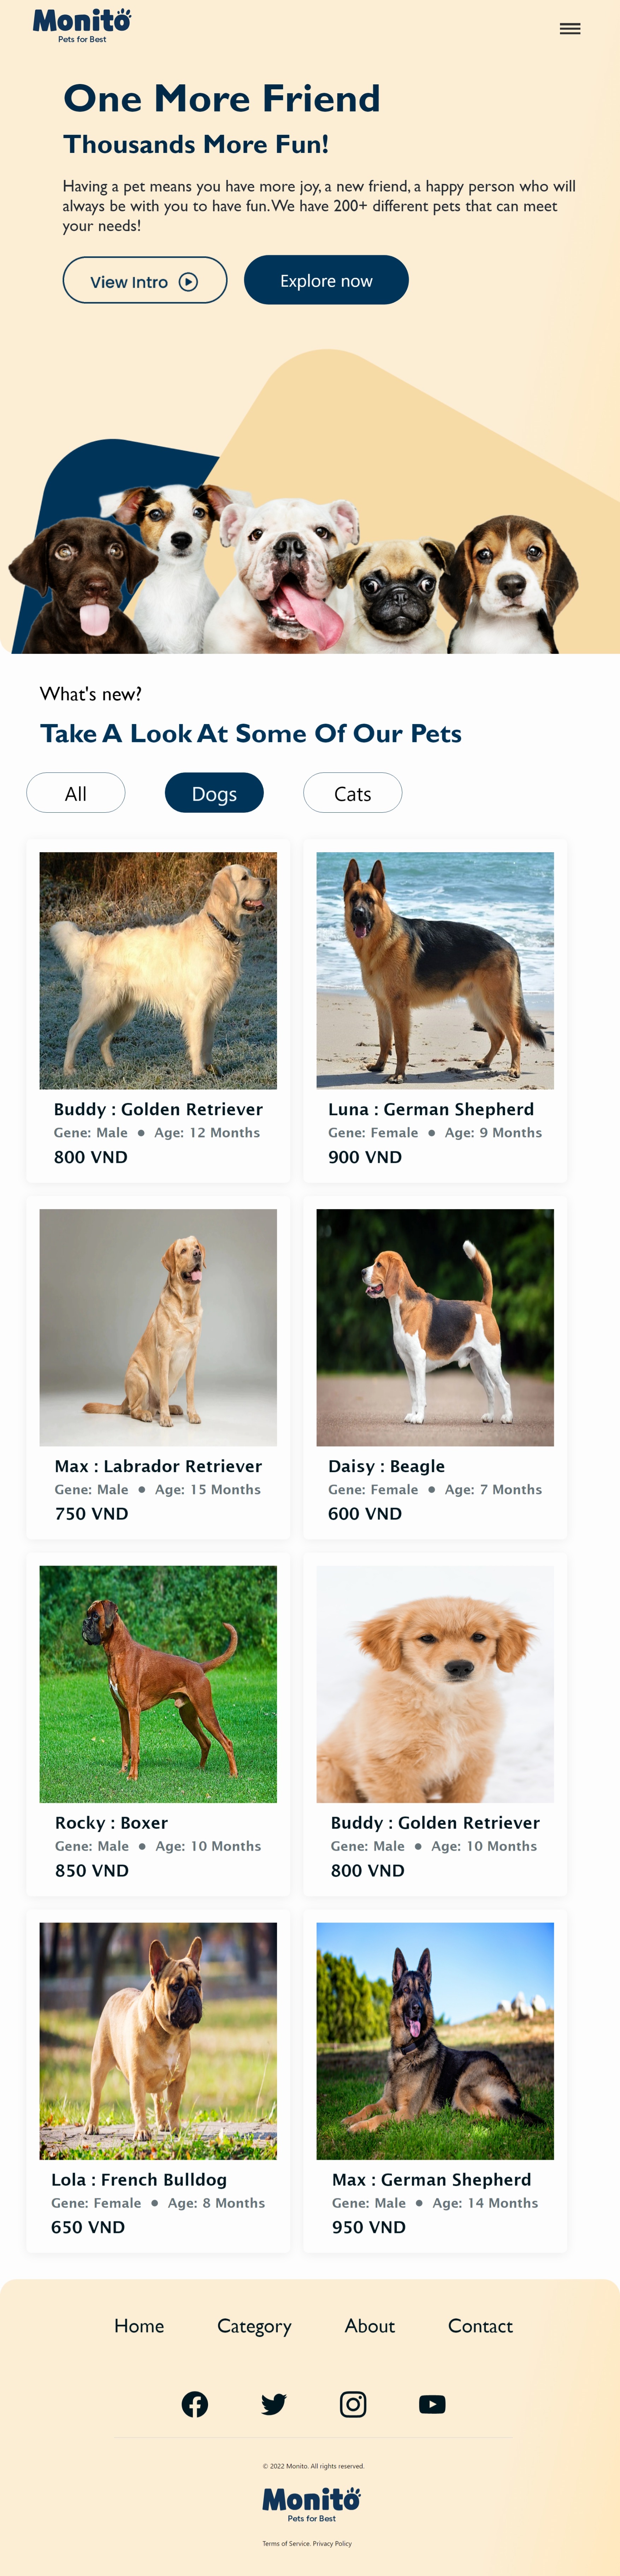 Monito
Pets for Best
One More Friend
Thousands More Fun!
Having a pet means you have more joy, a new friend, a happy person who will
always be with you to have fun. We have 200+ different pets that can meet
your needs!
View Intro
Explore now
What's new?
Take A Look At Some Of Our Pets
All
Dogs
Cats
Buddy : Golden Retriever
Gene: Male • Age: 12 Months
800 VND
Luna : German Shepherd
Gene: Female • Age: 9 Months
900 VND
Max : Labrador Retriever
Gene: Male • Age: 15 Months
750 VND
Daisy : Beagle
Gene: Female • Age: 7 Months
600 VND
Rocky : Boxer
Gene: Male • Age: 10 Months
850 VND
Buddy : Golden Retriever
Gene: Male • Age: 10 Months
800 VND
Lola : French Bulldog
Gene: Female • Age: 8 Months
650 VND
Max : German Shepherd
Gene: Male • Age: 14 Months
950 VND
Home
Category
About
Contact
© 2022 Monito. All rights reserved.
Monito
Pets for Best
Terms of Service. Privacy Policy